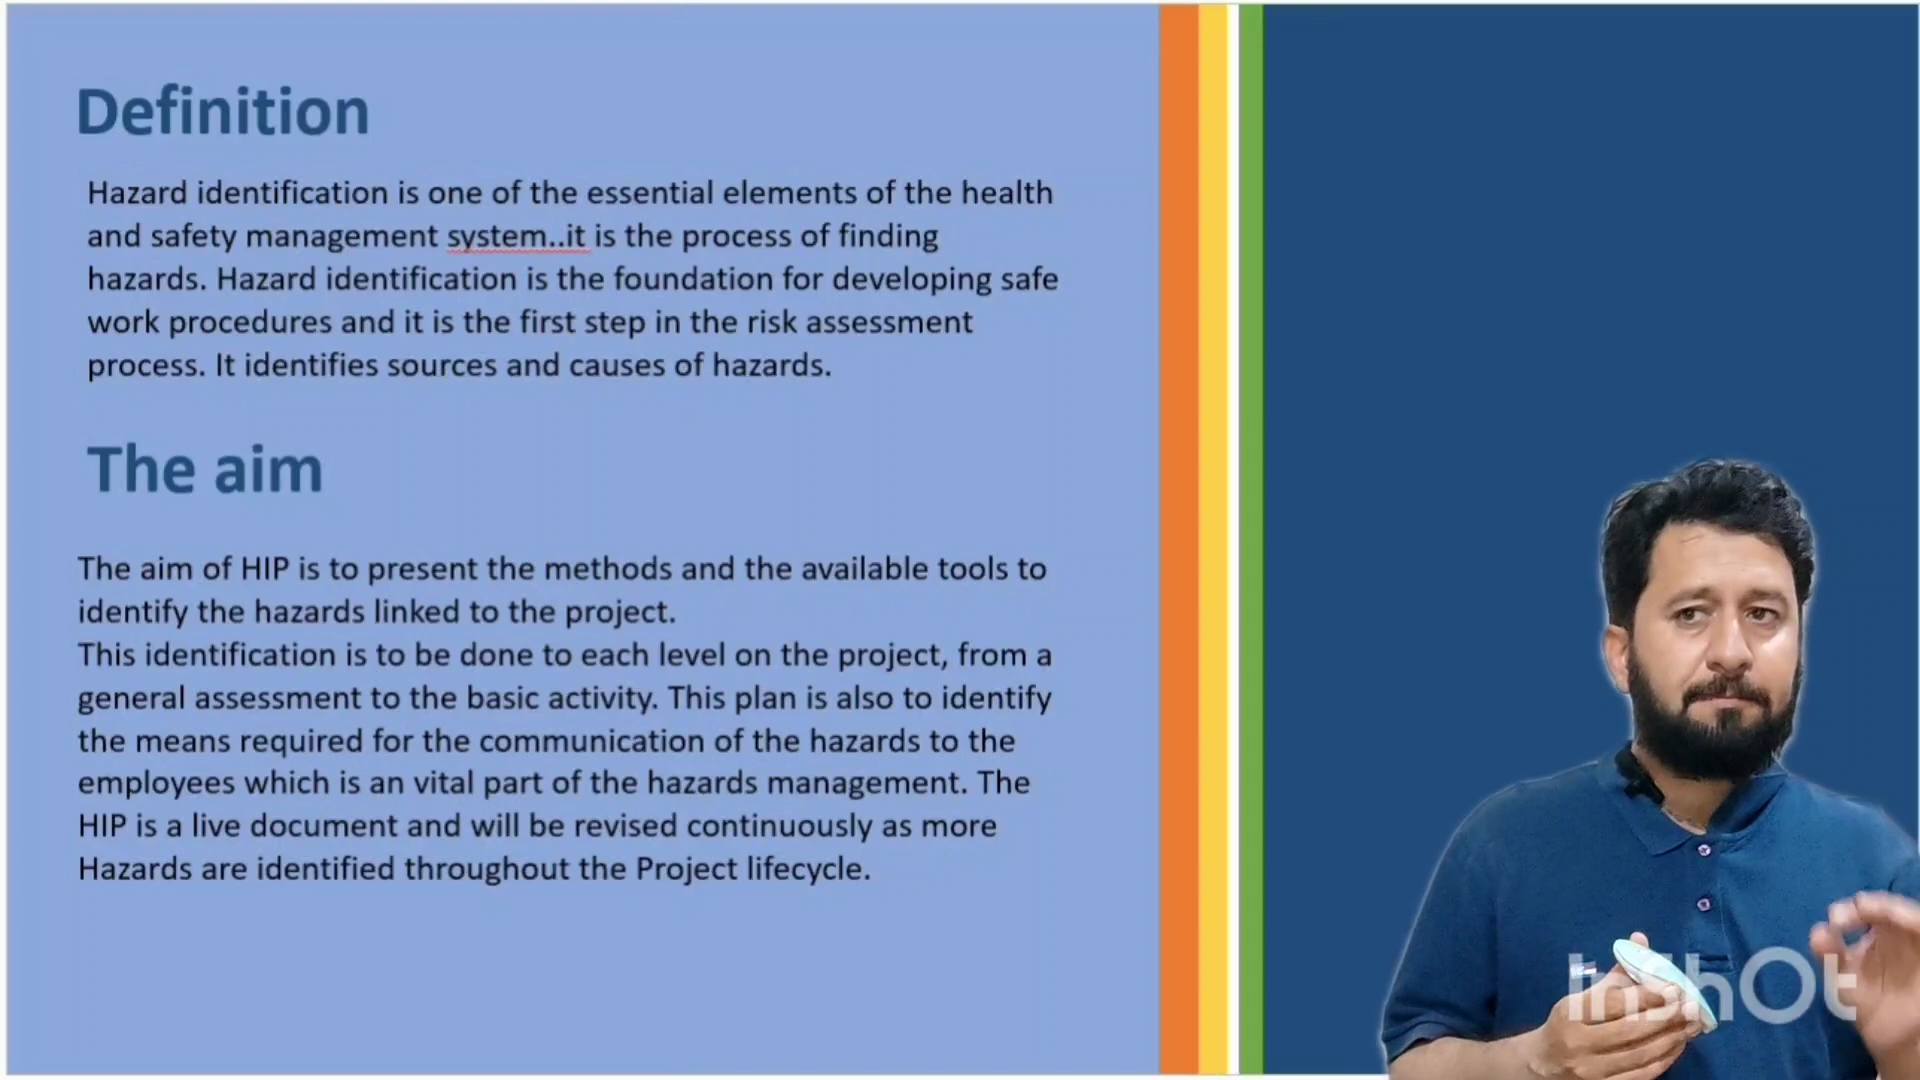 Definition
Hazard identification is one of the essential elements of the health
and safety management system..it is the process of finding
hazards. Hazard identification is the foundation for developing safe
work procedures and it is the first step in the risk assessment
process. It identifies sources and causes of hazards.
The aim
The aim of HIP is to present the methods and the available tools to
identify the hazards linked to the project.
This identification is to be done to each level on the project, from a
general assessment to the basic activity. This plan is also to identify
the means required for the communication of the hazards to the
employees which is an vital part of the hazards management. The
HIP is a live document and will be revised continuously as more
Hazards are identified throughout the Project lifecycle.
InShOt